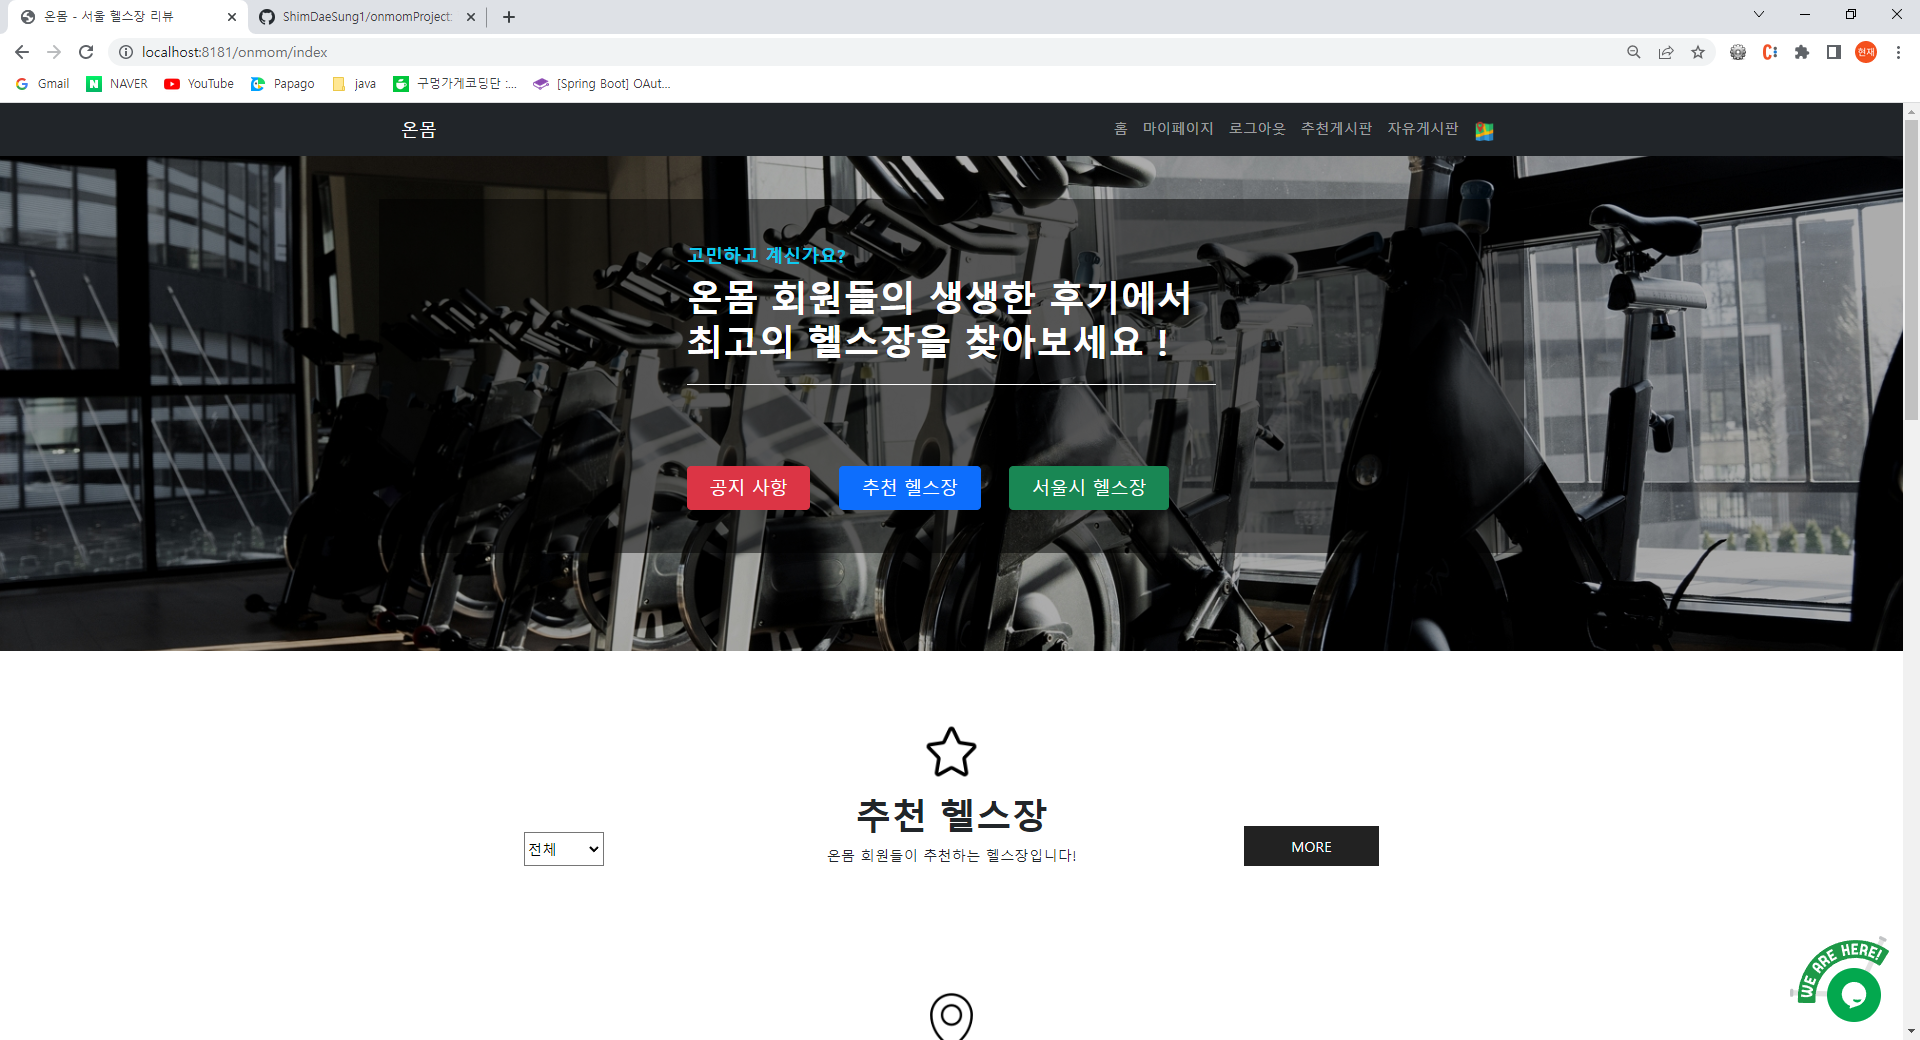 온몸 - 서울 헬스장 리뷰
ShimDaeSung1/onmomProject:
localhost:8181/onmom/index
현재
Gmail
NAVER
YouTube
Papago
java
구멍가게코딩단 :...
[Spring Boot] OAut...
온몸
홈 마이페이지 로그아웃 추천게시판 자유게시판
고민하고 계신가요?
온몸 회원들의 생생한 후기에서
최고의 헬스장을 찾아보세요 !
공지 사항
추천 헬스장
서울시 헬스장
추천 헬스장
전체
온몸 회원들이 추천하는 헬스장입니다!
MORE
WE ARE HERE!